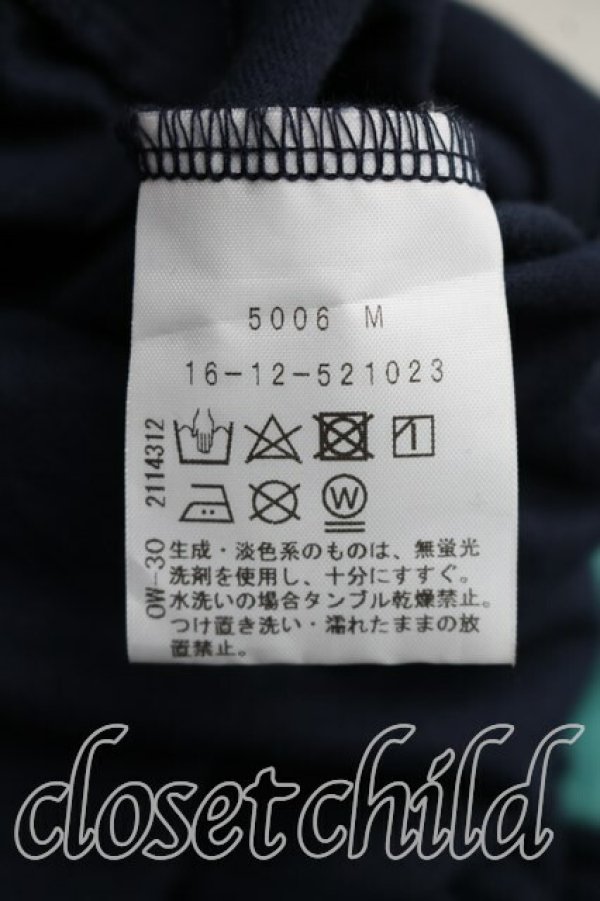 5006 M
16-12-521023
W
OW-30 2114312
生成・淡色系のものは、無蛍光
洗剤を使用し、十分にすすぐ。
水洗いの場合タンブル乾燥禁止。
つけ置き洗い・濡れたままの放
置禁止。
closet child